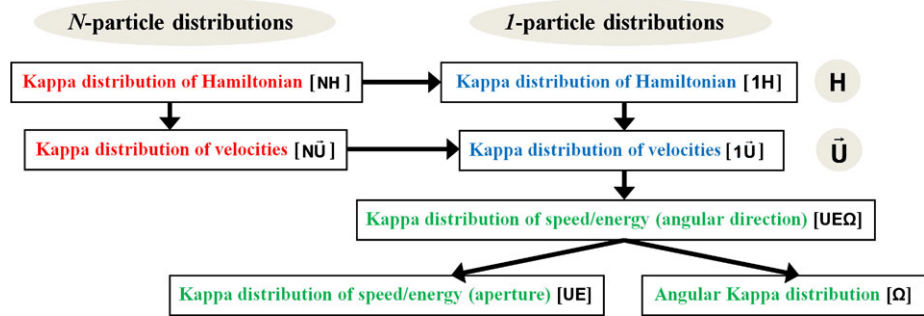 N-particle distributions
1-particle distributions
Kappa distribution of Hamiltonian [NH]
Kappa distribution of Hamiltonian [1H]
H
Kappa distribution of velocities [NU⃗]
Kappa distribution of velocities [1U⃗]
U⃗
Kappa distribution of speed/energy (angular direction) [UEΩ]
Kappa distribution of speed/energy (aperture) [UE]
Angular Kappa distribution [Ω]